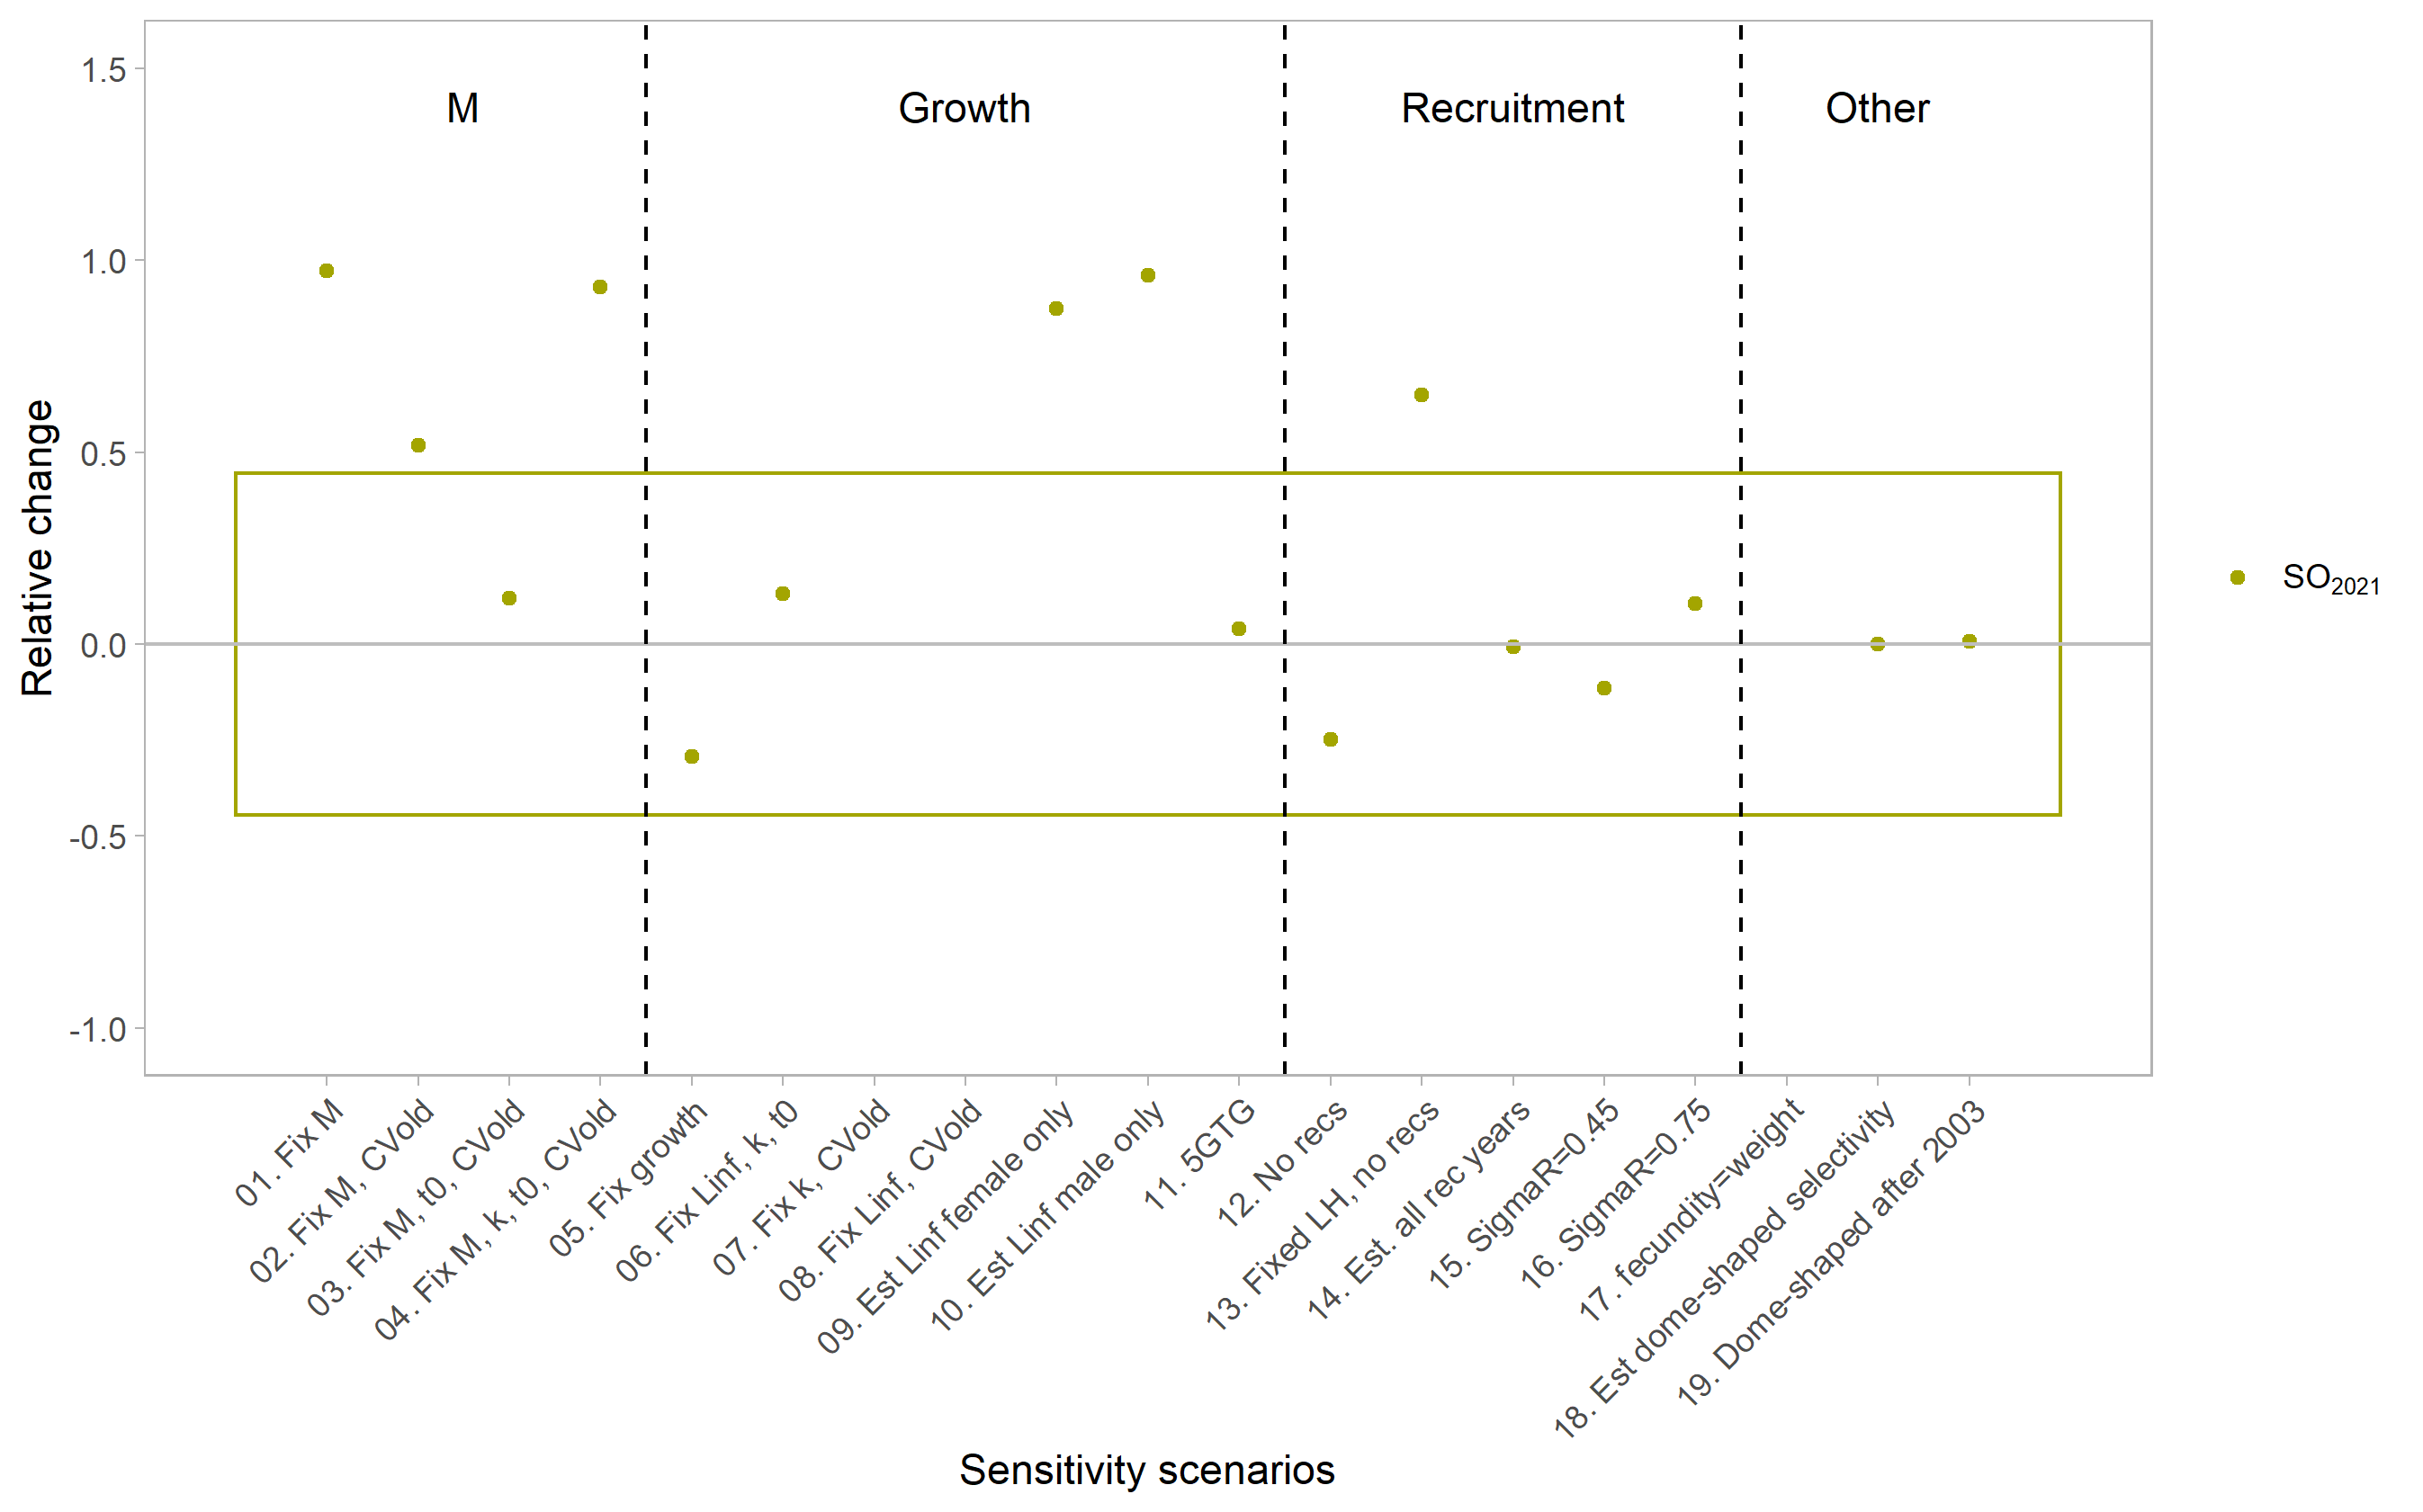 M
Growth
Recruitment
Other
1.5
1.0
0.5
0.0
-0.5
-1.0
Relative change
SO2021
01. Fix M
02. Fix M, CVold
03. Fix M, t0, CVold
04. Fix M, k, t0, CVold
05. Fix growth
06. Fix Linf, k, t0
07. Fix k, CVold
08. Fix Linf, CVold
09. Est Linf female only
10. Est Linf male only
11. 5GTG
12. No recs
13. Fixed LH, no recs
14. Est. all rec years
15. SigmaR=0.45
16. SigmaR=0.75
17. fecundity=weight
18. Est dome-shaped selectivity
19. Dome-shaped after 2003
Sensitivity scenarios